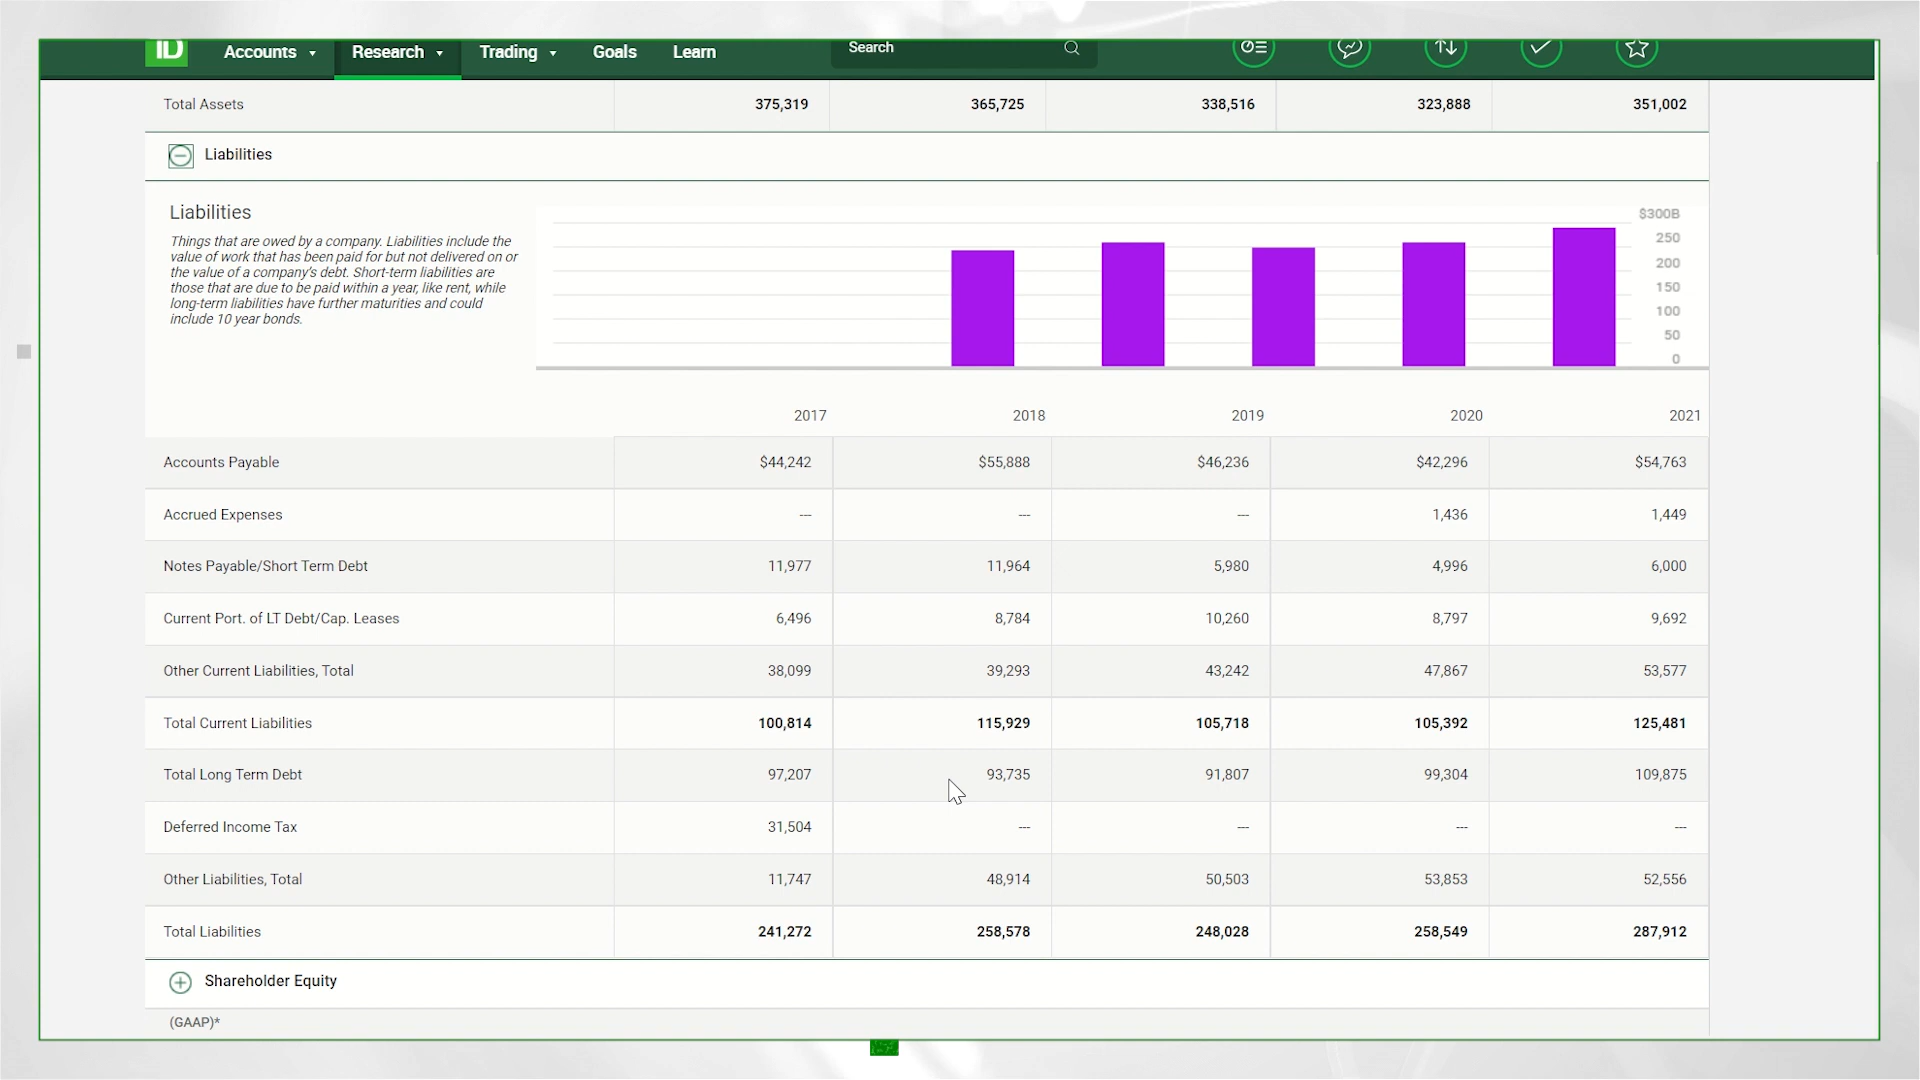 TD Accounts Research Trading Goals Learn Search
Total Assets 375,319 365,725 338,516 323,888 351,002
Liabilities
Liabilities
Things that are owed by a company. Liabilities include the
value of work that has been paid for but not delivered on or
the value of a company's debt. Short-term liabilities are
those that are due to be paid within a year, like rent, while
long-term liabilities have further maturities and could
include 10 year bonds.
$300B
250
200
150
100
50
0
2017 2018 2019 2020 2021
Accounts Payable $44,242 $55,888 $46,236 $42,296 $54,763
Accrued Expenses --- --- --- 1,436 1,449
Notes Payable/Short Term Debt 11,977 11,964 5,980 4,996 6,000
Current Port. of LT Debt/Cap. Leases 6,496 8,784 10,260 8,797 9,692
Other Current Liabilities, Total 38,099 39,293 43,242 47,867 53,577
Total Current Liabilities 100,814 115,929 105,718 105,392 125,481
Total Long Term Debt 97,207 93,735 91,807 99,304 109,875
Deferred Income Tax 31,504 --- --- --- ---
Other Liabilities, Total 11,747 48,914 50,503 53,853 52,556
Total Liabilities 241,272 258,578 248,028 258,549 287,912
Shareholder Equity
(GAAP)*